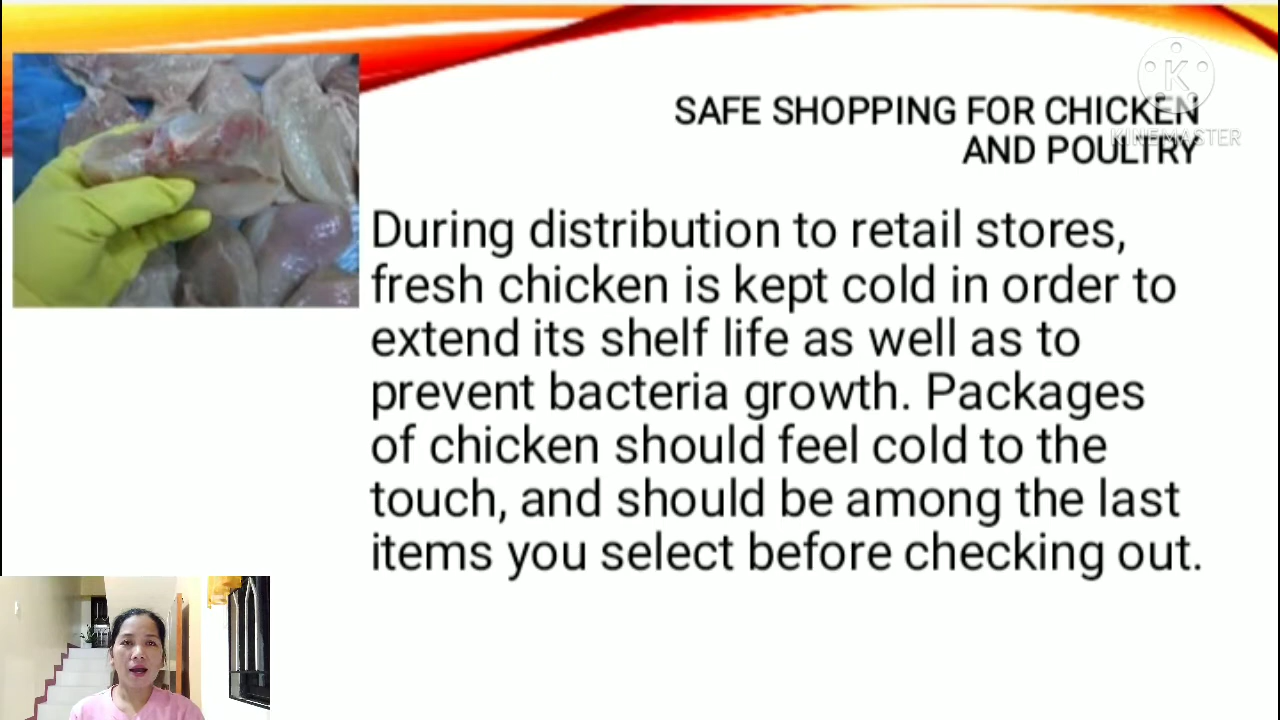 SAFE SHOPPING FOR CHICKEN
AND POULTRY
K
KINEMASTER
During distribution to retail stores,
fresh chicken is kept cold in order to
extend its shelf life as well as to
prevent bacteria growth. Packages
of chicken should feel cold to the
touch, and should be among the last
items you select before checking out.